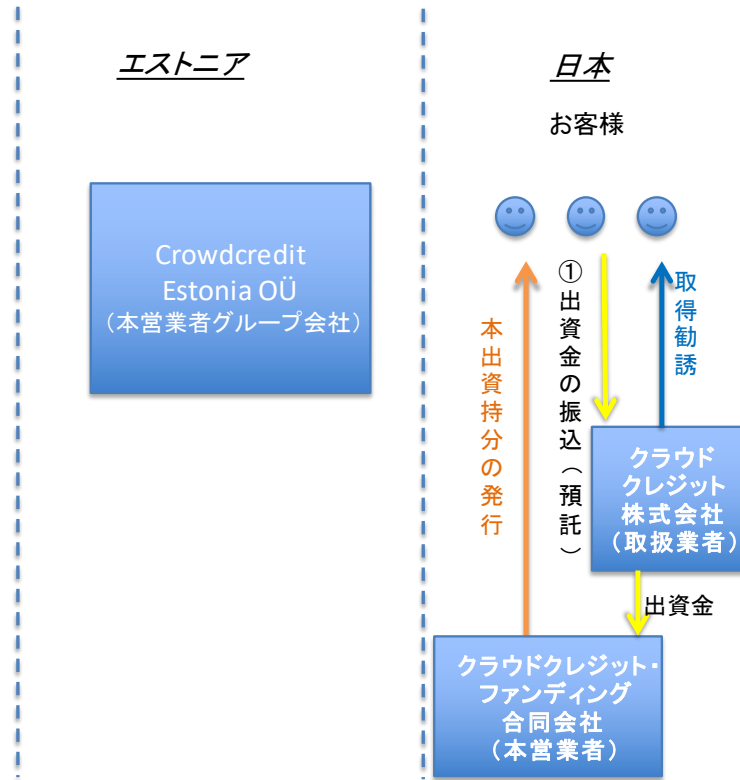 エストニア
日本
お客様
Crowdcredit
Estonia OÜ
（本営業者グループ会社）
本出資持分の発行
①出資金の振込（預託）
取得勧誘
クラウド
クレジット
株式会社
（取扱業者）
出資金
クラウドクレジット・
ファンディング
合同会社
（本営業者）